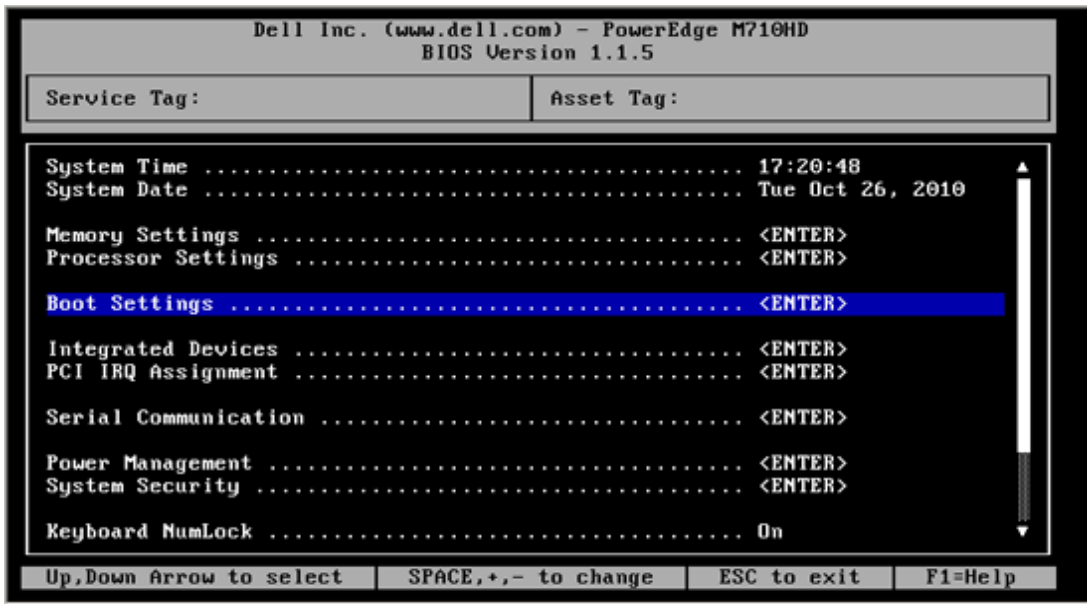 Dell Inc. (www.dell.com) - PowerEdge M710HD
BIOS Version 1.1.5
Service Tag: Asset Tag:
System Time ........................................... 17:20:48
System Date .......................................... Tue Oct 26, 2010
Memory Settings ...................................... <ENTER>
Processor Settings ................................... <ENTER>
Boot Settings ........................................ <ENTER>
Integrated Devices ................................... <ENTER>
PCI IRQ Assignment ................................... <ENTER>
Serial Communication ................................. <ENTER>
Power Management ..................................... <ENTER>
System Security ...................................... <ENTER>
Keyboard NumLock ..................................... On
Up,Down Arrow to select SPACE,+,- to change ESC to exit F1=Help